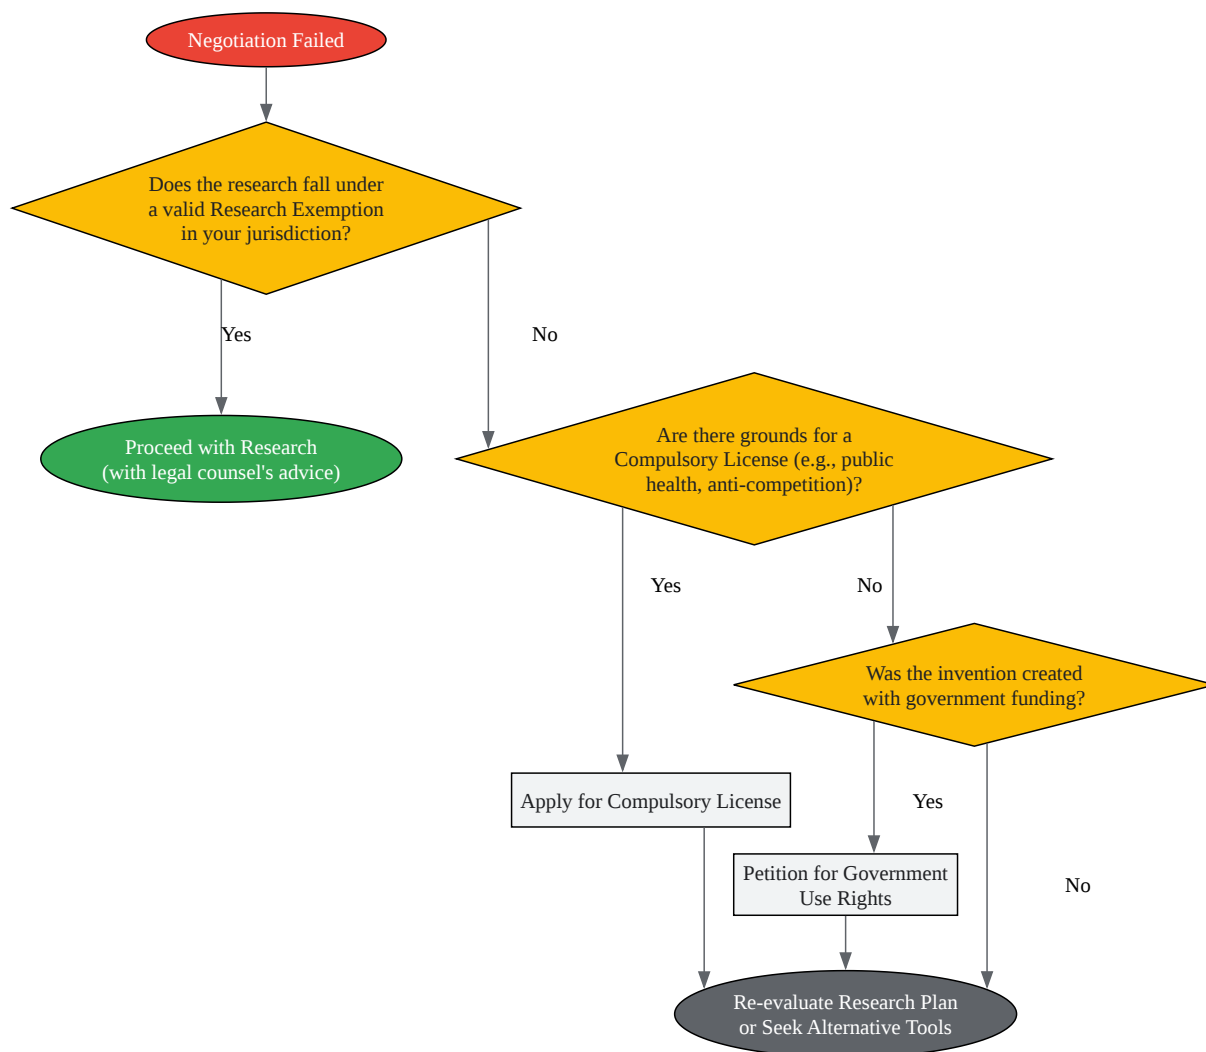 Negotiation Failed
Does the research fall under
a valid Research Exemption
in your jurisdiction?
Yes
No
Proceed with Research
(with legal counsel's advice)
Are there grounds for a
Compulsory License (e.g., public
health, anti-competition)?
Yes
No
Was the invention created
with government funding?
Apply for Compulsory License
Yes
Petition for Government
Use Rights
No
Re-evaluate Research Plan
or Seek Alternative Tools